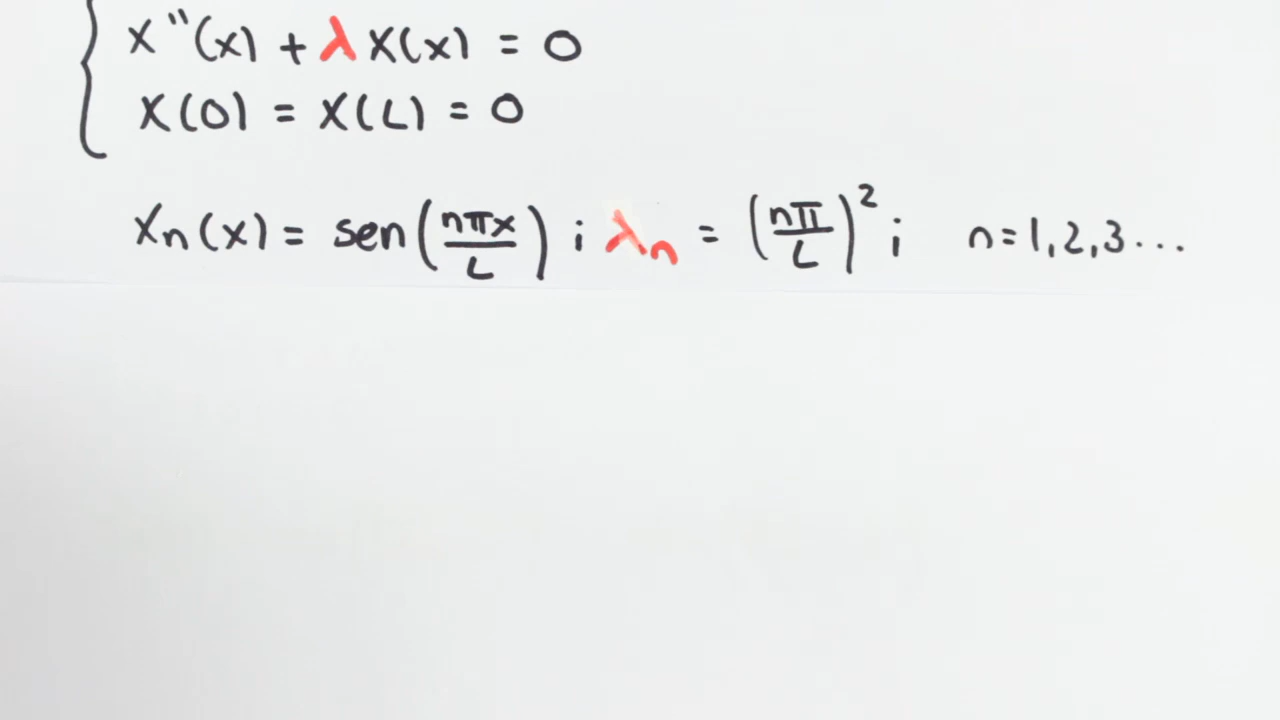 X''(x) + λX(x) = 0
X(0) = X(L) = 0
Xn(x) = sen(nπx/L) ; λn = (nπ/L)² ; n=1,2,3...